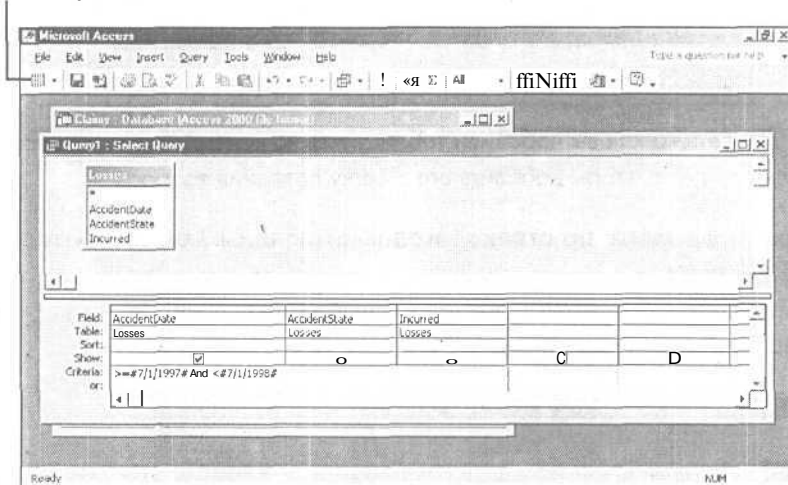 Microsoft Access
File Edit View Insert Query Tools Window Help
! «Я Σ All ffiNiffi
Claims : Database (Access 2000 file format)
Query1 : Select Query
Losses
*
AccidentDate
AccidentState
Incurred
Field: AccidentDate AccidentState Incurred
Table: Losses Losses Losses
Sort:
Show: o o C D
Criteria: >=#7/1/1997# And <#7/1/1998#
or:
Ready NUM